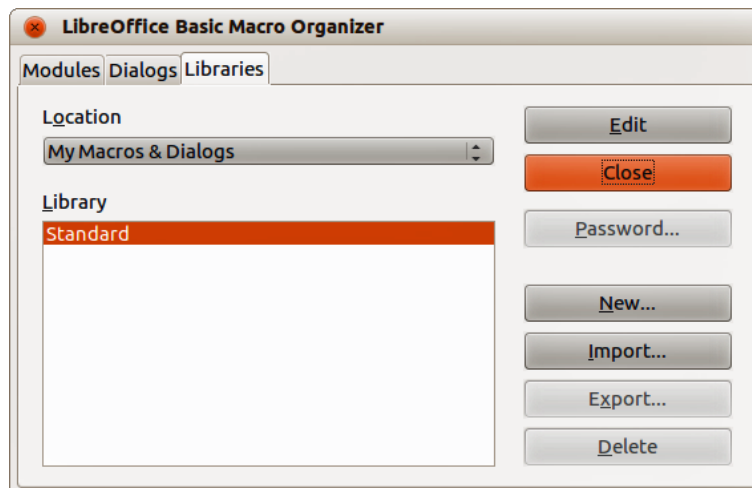 LibreOffice Basic Macro Organizer
Modules Dialogs Libraries
Location
My Macros & Dialogs
Library
Standard
Edit
Close
Password...
New...
Import...
Export...
Delete